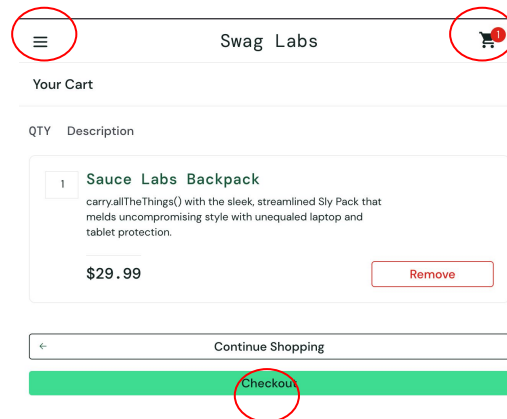 Swag Labs
1
Your Cart
QTY Description
1
Sauce Labs Backpack
carry.allTheThings() with the sleek, streamlined Sly Pack that
melds uncompromising style with unequaled laptop and
tablet protection.
$29.99
Remove
← Continue Shopping
Checkout